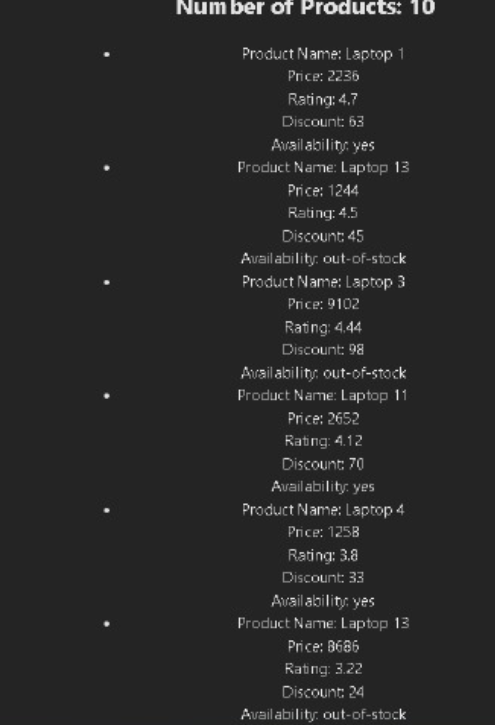 Number of Products: 10
Product Name: Laptop 1
Price: 2236
Rating: 4.7
Discount: 63
Availability: yes
Product Name: Laptop 13
Price: 1244
Rating: 4.5
Discount: 45
Availability: out-of-stock
Product Name: Laptop 3
Price: 9102
Rating: 4.44
Discount: 98
Availability: out-of-stock
Product Name: Laptop 11
Price: 2652
Rating: 4.12
Discount: 70
Availability: yes
Product Name: Laptop 4
Price: 1258
Rating: 3.8
Discount: 33
Availability: yes
Product Name: Laptop 13
Price: 8686
Rating: 3.22
Discount: 24
Availability: out-of-stock